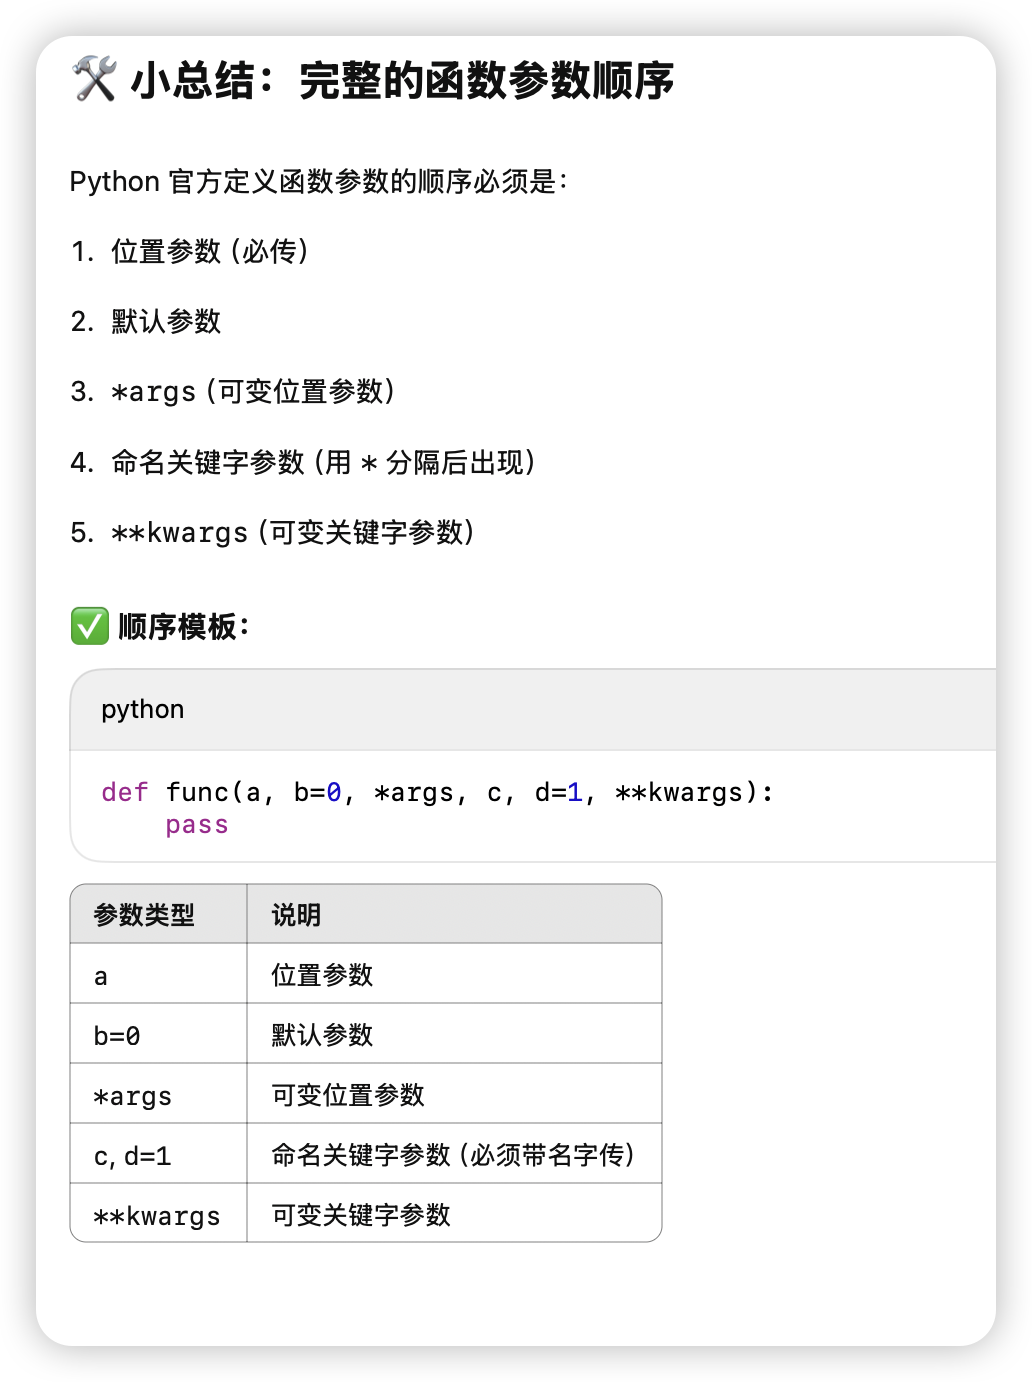 🛠️ 小总结：完整的函数参数顺序
Python 官方定义函数参数的顺序必须是：
1. 位置参数（必传）
2. 默认参数
3. *args（可变位置参数）
4. 命名关键字参数（用 * 分隔后出现）
5. **kwargs（可变关键字参数）
✅ 顺序模板：
python
def func(a, b=0, *args, c, d=1, **kwargs):
    pass
参数类型 说明
a 位置参数
b=0 默认参数
*args 可变位置参数
c, d=1 命名关键字参数（必须带名字传）
**kwargs 可变关键字参数